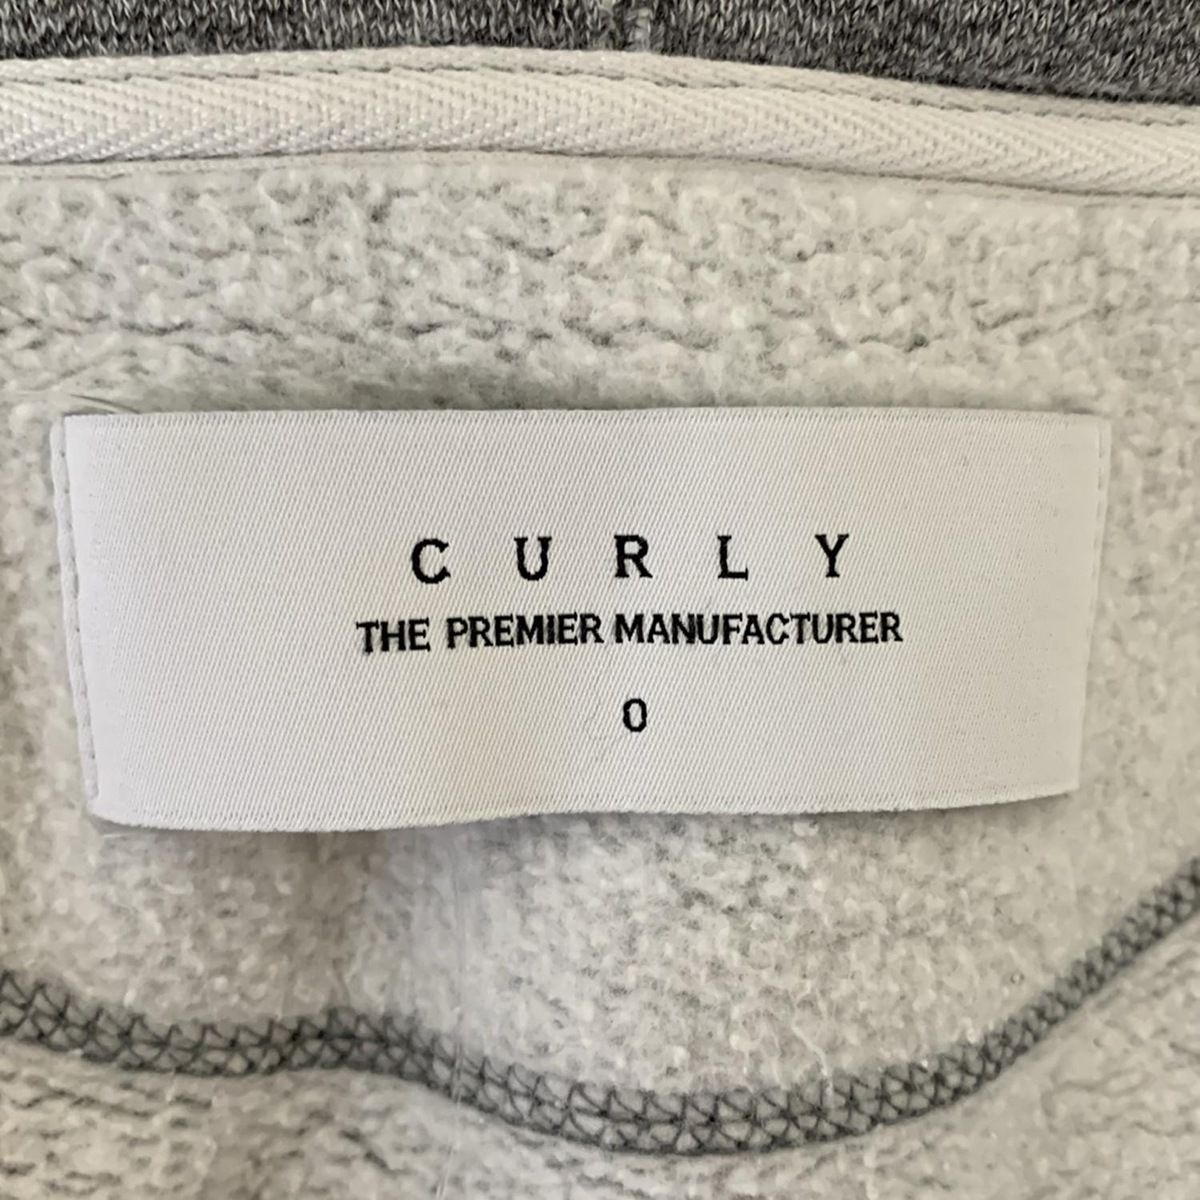 CURLY
THE PREMIER MANUFACTURER
0